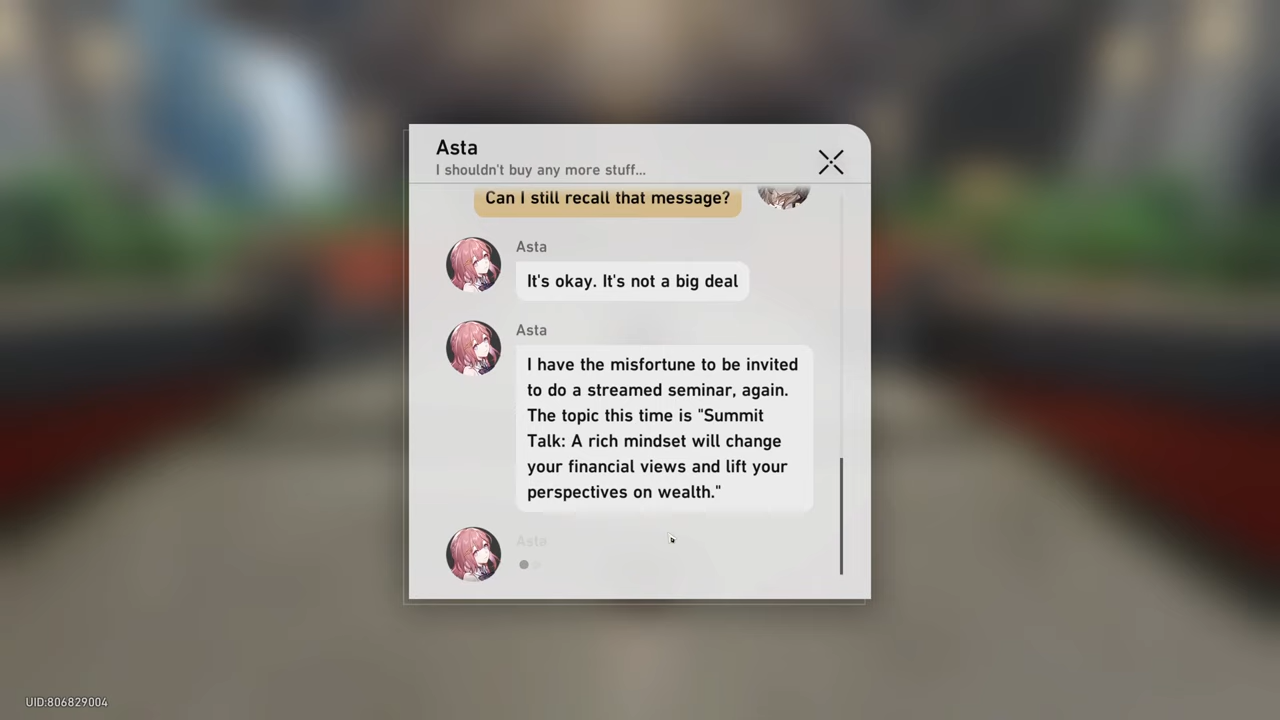 Asta
I shouldn't buy any more stuff...
Can I still recall that message?
Asta
It's okay. It's not a big deal
Asta
I have the misfortune to be invited
to do a streamed seminar, again.
The topic this time is "Summit
Talk: A rich mindset will change
your financial views and lift your
perspectives on wealth."
Asta
UID:806829004